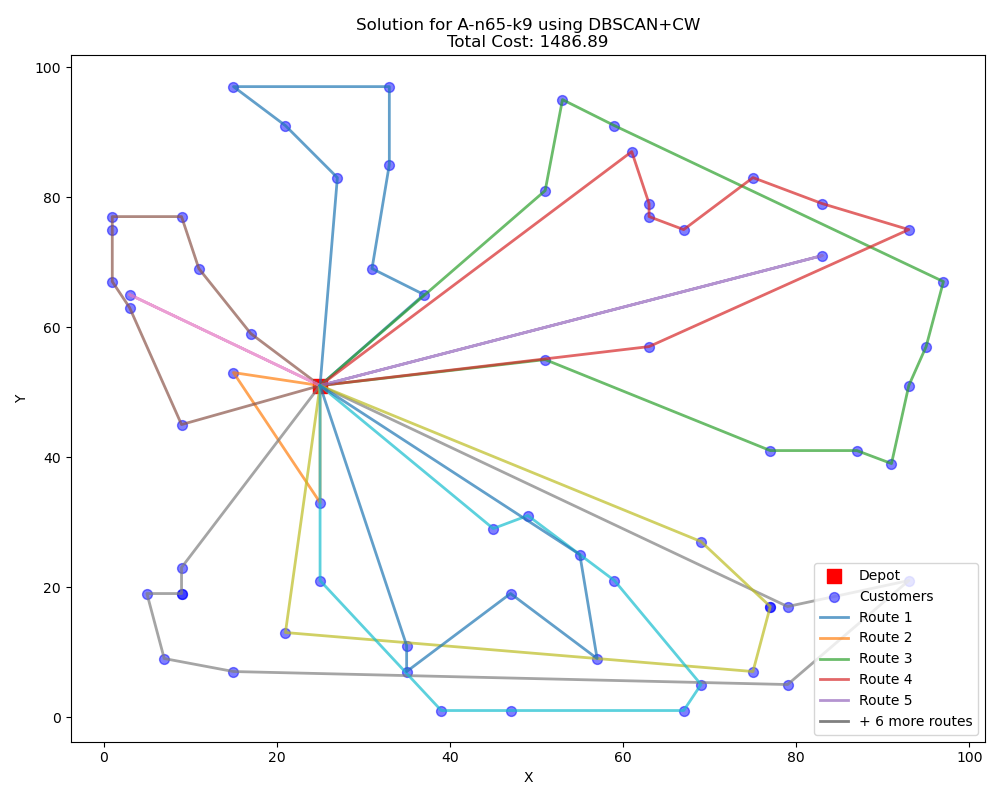 Solution for A-n65-k9 using DBSCAN+CW
Total Cost: 1486.89
Y
100
80
60
40
20
0
0
20
40
60
80
100
X
Depot
Customers
Route 1
Route 2
Route 3
Route 4
Route 5
+ 6 more routes